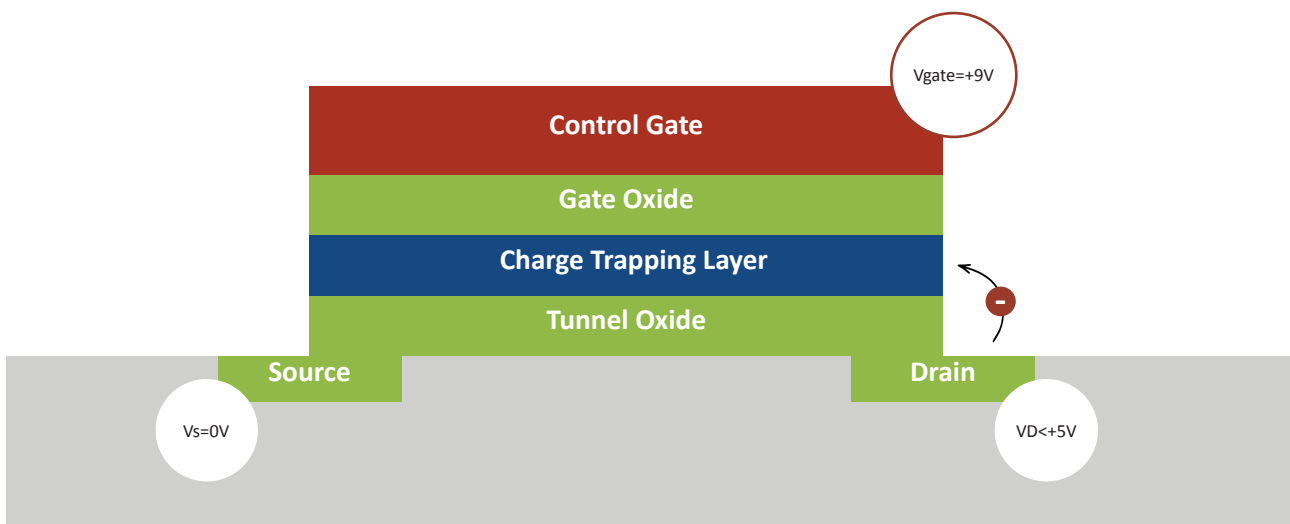 Vgate=+9V
Control Gate
Gate Oxide
Charge Trapping Layer
Tunnel Oxide
-
Source
Drain
Vs=0V
VD<+5V